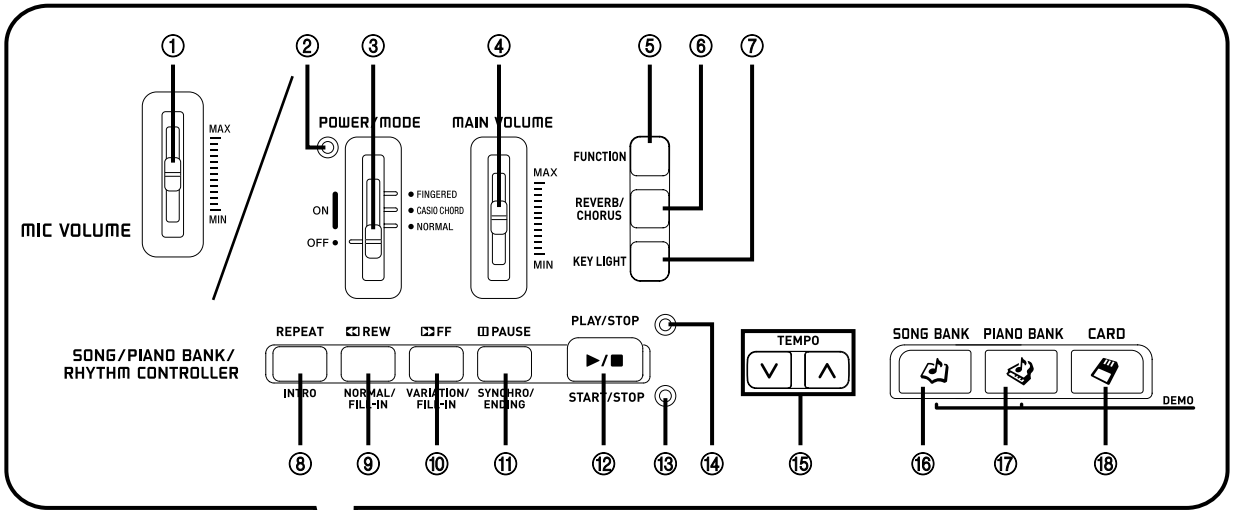 ① ② ③ ④ ⑤ ⑥ ⑦
POWER/MODE MAIN VOLUME
MAX
MIN
MIC VOLUME
ON
OFF
• FINGERED
• CASIO CHORD
• NORMAL
MAX
MIN
FUNCTION
REVERB/
CHORUS
KEY LIGHT
SONG/PIANO BANK/
RHYTHM CONTROLLER
REPEAT REW FF PAUSE PLAY/STOP
INTRO NORMAL/
FILL-IN VARIATION/
FILL-IN SYNCHRO/
ENDING START/STOP
TEMPO
SONG BANK PIANO BANK CARD
DEMO
⑧ ⑨ ⑩ ⑪ ⑫ ⑬ ⑭ ⑮ ⑯ ⑰ ⑱